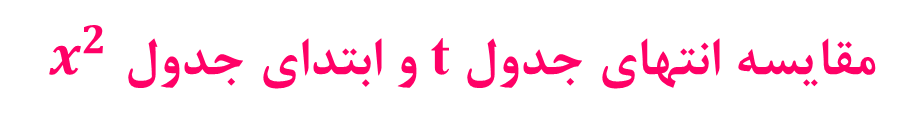 مقایسه انتهای جدول t و ابتدای جدول x²